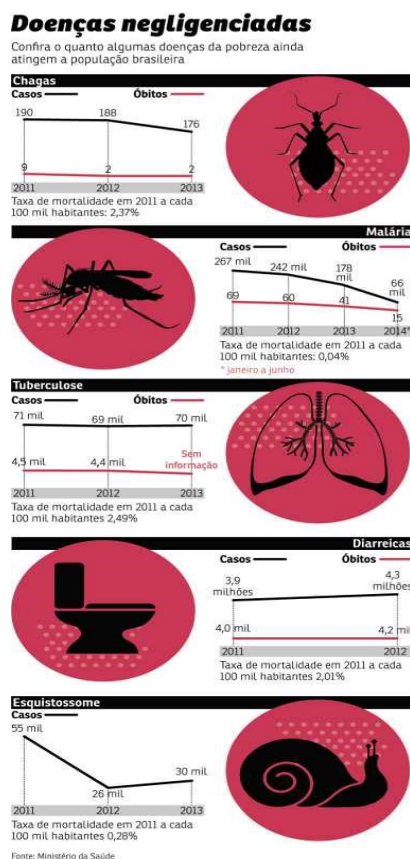 Doenças negligenciadas
Confira o quanto algumas doenças da pobreza ainda
atingem a população brasileira
Chagas
Casos
Óbitos
190
188
176
9
2
2
2011
2012
2013
Taxa de mortalidade em 2011 a cada
100 mil habitantes: 2,37%
Malária
Casos
Óbitos
267 mil
242 mil
178
mil
66
mil
69
60
41
15
2011
2012
2013
2014*
Taxa de mortalidade em 2011 a cada
100 mil habitantes: 0,04%
* janeiro a junho
Tuberculose
Casos
Óbitos
71 mil
69 mil
70 mil
4,5 mil
4,4 mil
Sem
informação
2011
2012
2013
Taxa de mortalidade em 2011 a cada
100 mil habitantes 2,49%
Diarreicas
Casos
Óbitos
3,9
milhões
4,3
milhões
4,0 mil
4,2 mil
2011
2012
Taxa de mortalidade em 2011 a cada
100 mil habitantes 2,01%
Esquistossome
Casos
55 mil
26 mil
30 mil
2011
2012
2013
Taxa de mortalidade em 2011 a cada
100 mil habitantes 0,28%
Fonte: Ministério da Saúde